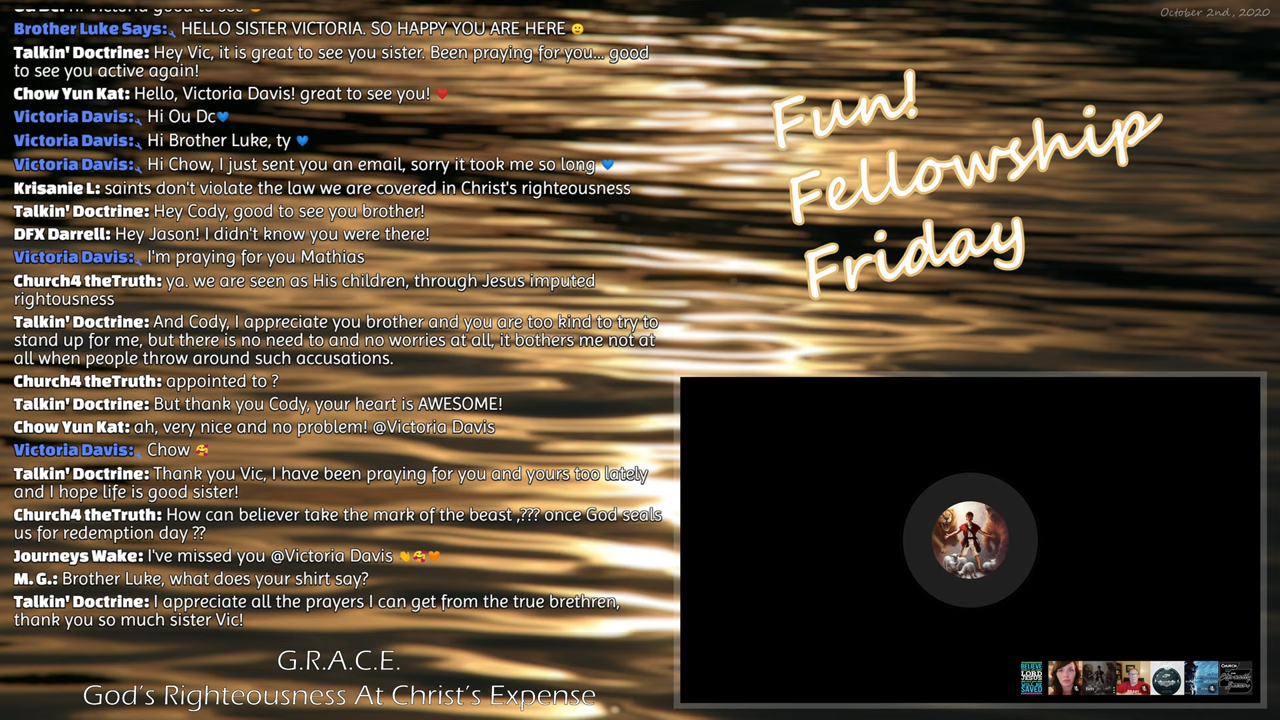 October 2nd, 2020
Ou Dc: Hi Victoria good to see
Brother Luke Says: HELLO SISTER VICTORIA. SO HAPPY YOU ARE HERE 🙂
Talkin' Doctrine: Hey Vic, it is great to see you sister. Been praying for you... good
to see you active again!
Chow Yun Kat: Hello, Victoria Davis! great to see you! ❤️
Victoria Davis: Hi Ou Dc💙
Victoria Davis: Hi Brother Luke, ty 💙
Victoria Davis: Hi Chow, I just sent you an email, sorry it took me so long 💙
Krisanie L: saints don't violate the law we are covered in Christ's righteousness
Talkin' Doctrine: Hey Cody, good to see you brother!
DFX Darrell: Hey Jason! I didn't know you were there!
Victoria Davis: I'm praying for you Mathias
Church4 theTruth: ya. we are seen as His children, through Jesus imputed
rightousness
Talkin' Doctrine: And Cody, I appreciate you brother and you are too kind to try to
stand up for me, but there is no need to and no worries at all, it bothers me not at
all when people throw around such accusations.
Church4 theTruth: appointed to ?
Talkin' Doctrine: But thank you Cody, your heart is AWESOME!
Chow Yun Kat: ah, very nice and no problem! @Victoria Davis
Victoria Davis: Chow 🥰
Talkin' Doctrine: Thank you Vic, I have been praying for you and yours too lately
and I hope life is good sister!
Church4 theTruth: How can believer take the mark of the beast ,??? once God seals
us for redemption day ??
Journeys Wake: I've missed you @Victoria Davis 👋🥰🧡
M. G.: Brother Luke, what does your shirt say?
Talkin' Doctrine: I appreciate all the prayers I can get from the true brethren,
thank you so much sister Vic!
G.R.A.C.E.
God's Righteousness At Christ's Expense
Fun!
Fellowship
Friday
BELIEVE
LORD
JESUS
SAVED
CHURCH